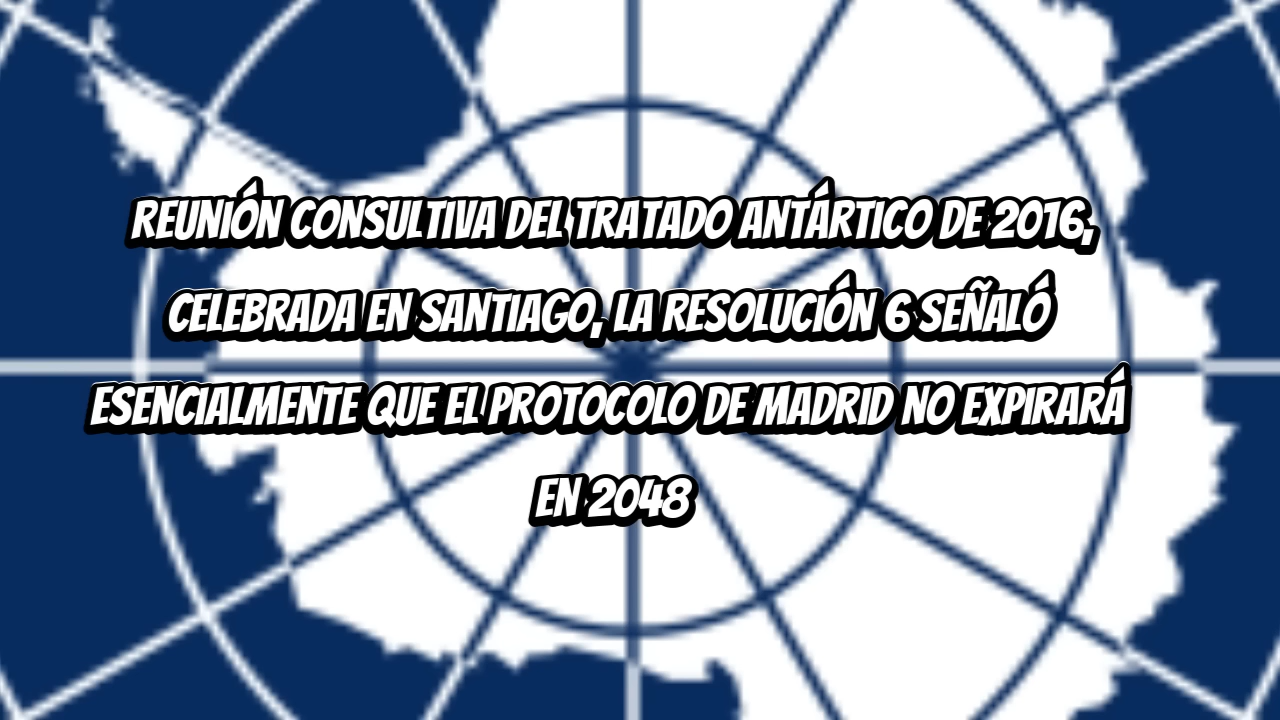 REUNIÓN CONSULTIVA DEL TRATADO ANTÁRTICO DE 2016,
CELEBRADA EN SANTIAGO, LA RESOLUCIÓN 6 SEÑALÓ
ESENCIALMENTE QUE EL PROTOCOLO DE MADRID NO EXPIRARÁ
EN 2048